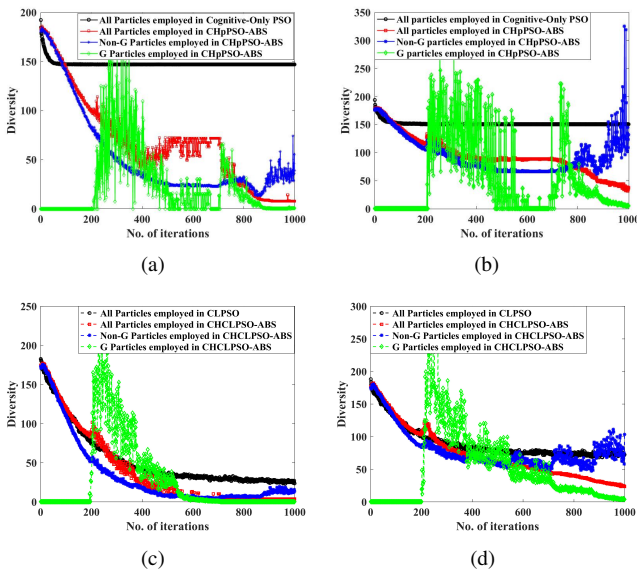 All Particles employed in Cognitive-Only PSO
All Particles employed in CHpPSO-ABS
Non-G Particles employed in CHpPSO-ABS
G Particles employed in CHpPSO-ABS
200
150
100
50
0
Diversity
0 200 400 600 800 1000
No. of iterations
(a)
All particles employed in Cognitive-Only PSO
All Particles employed in CHpPSO-ABS
Non-G particles employed in CHpPSO-ABS
G particles employed in CHpPSO-ABS
350
300
250
200
150
100
50
0
Diversity
0 200 400 600 800 1000
No. of iterations
(b)
All Particles employed in CLPSO
All Particles employed in CHCLPSO-ABS
Non-G Particles employed in CHCLPSO-ABS
G Particles employed in CHCLPSO-ABS
250
200
150
100
50
0
Diversity
0 200 400 600 800 1000
No. of iterations
(c)
All Particles employed in CLPSO
All Particles employed in CHCLPSO-ABS
Non-G Particles employed in CHCLPSO-ABS
G Particles employed in CHCLPSO-ABS
300
250
200
150
100
50
0
Diversity
0 200 400 600 800 1000
No. of iterations
(d)